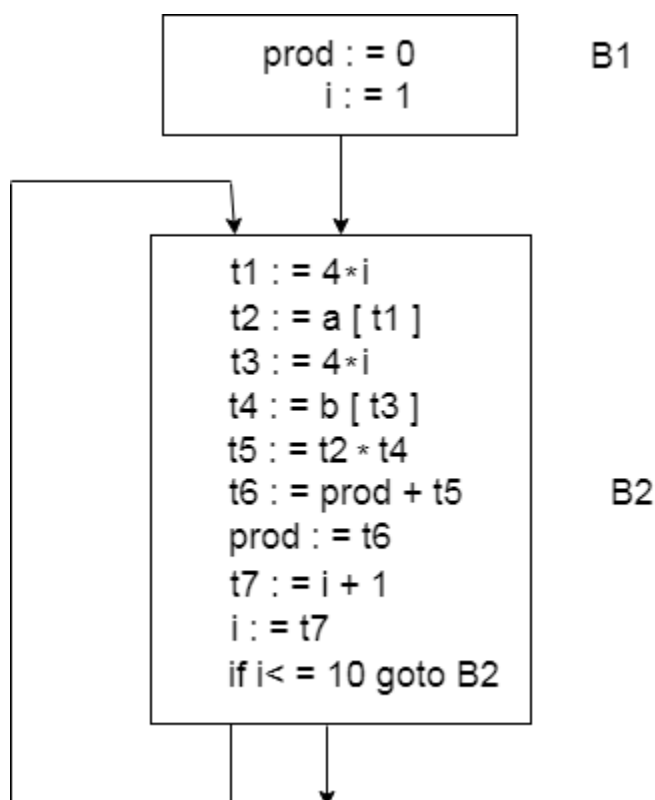 prod : = 0
i : = 1
B1
t1 : = 4*i
t2 : = a [ t1 ]
t3 : = 4*i
t4 : = b [ t3 ]
t5 : = t2 * t4
t6 : = prod + t5
B2
prod : = t6
t7 : = i + 1
i : = t7
if i< = 10 goto B2